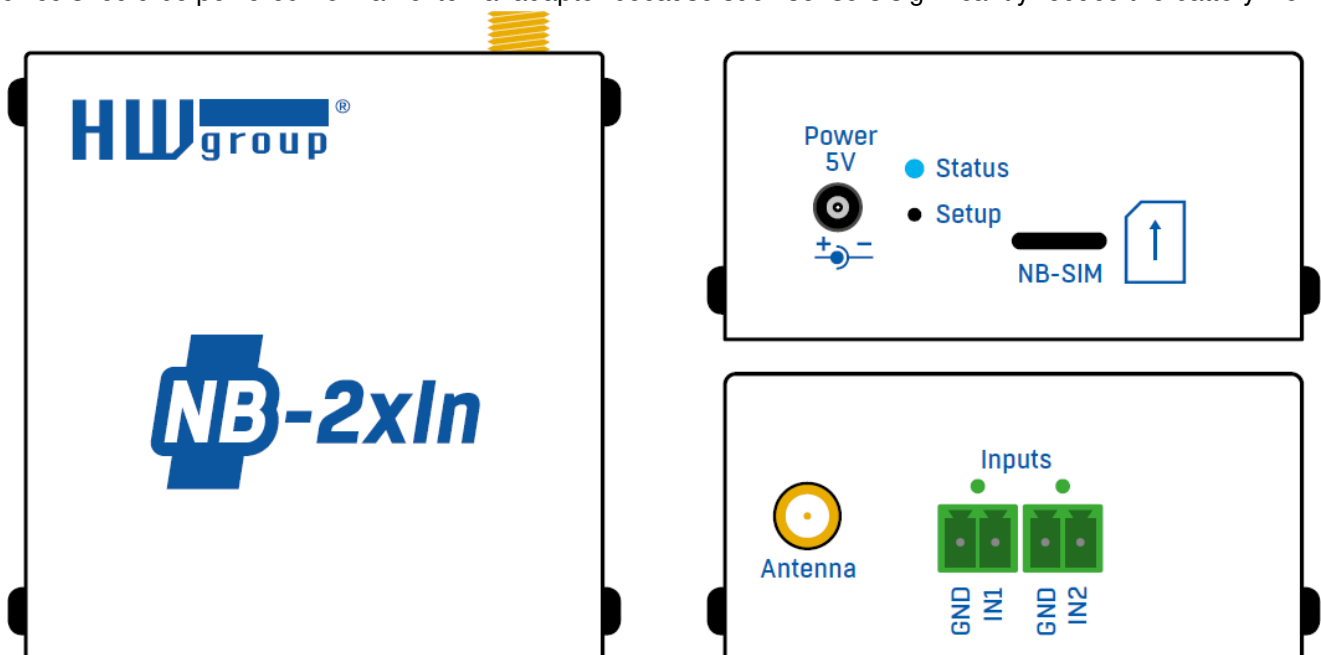 HW group ®
NB-2xIn
Power
5V
Status
Setup
+ −
NB-SIM
Inputs
Antenna
GND
IN1
GND
IN2